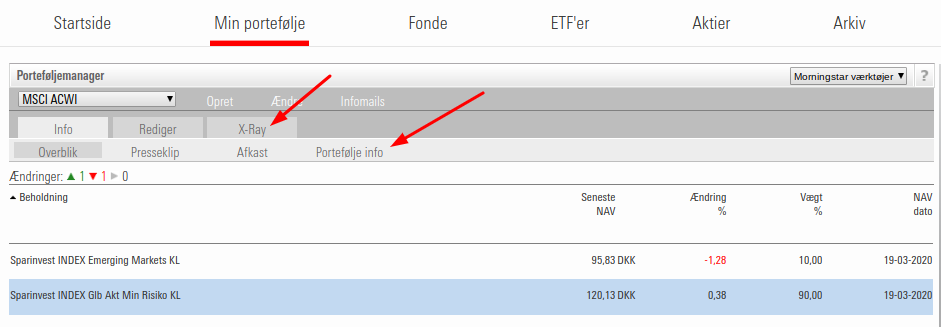 Startside Min portefølje Fonde ETF'er Aktier Arkiv
Porteføljemanager Morningstar værktøjer ?
MSCI ACWI Opret Ændre Infomails
Info Rediger X-Ray
Overblik Presseklip Afkast Portefølje info
Ændringer: 1 1 0
Beholdning Seneste Ændring Vægt NAV
NAV % % dato
Sparinvest INDEX Emerging Markets KL 95,83 DKK -1,28 10,00 19-03-2020
Sparinvest INDEX Glb Akt Min Risiko KL 120,13 DKK 0,38 90,00 19-03-2020